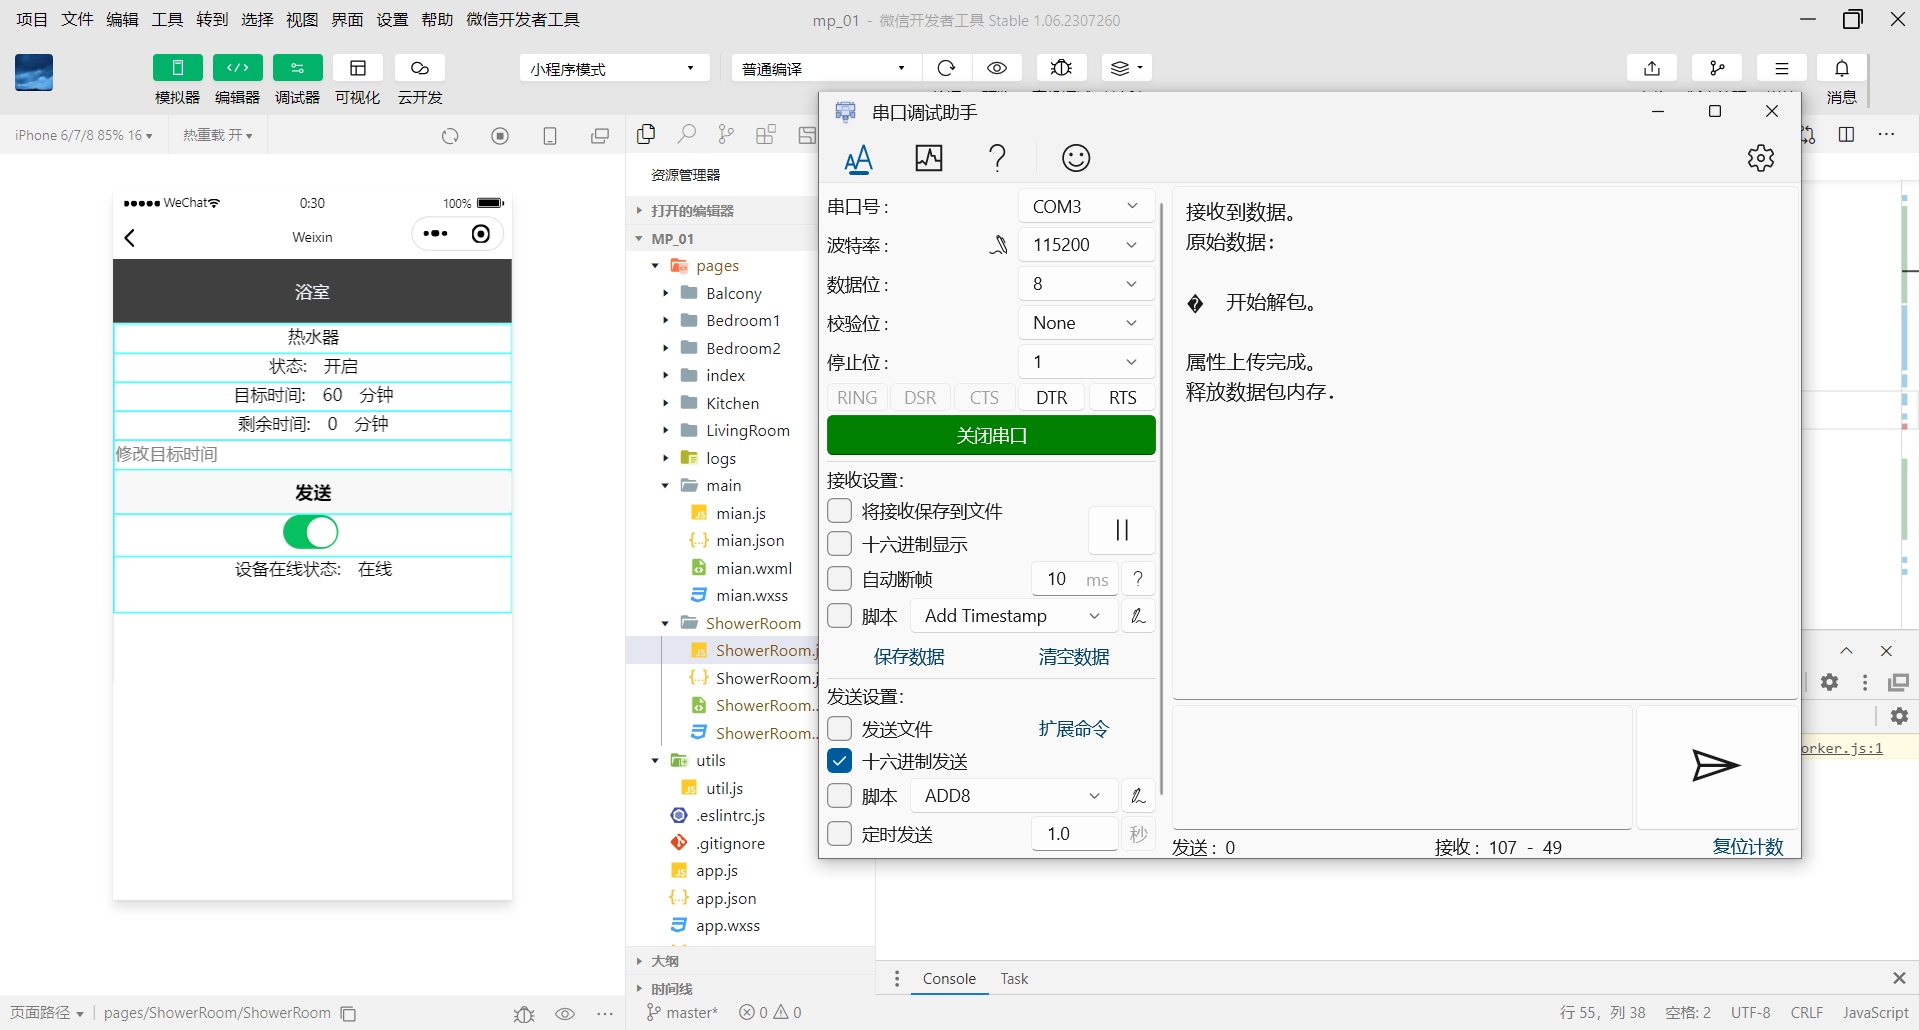 项目 文件 编辑 工具 转到 选择 视图 界面 设置 帮助 微信开发者工具
mp_01 - 微信开发者工具 Stable 1.06.2307260
小程序模式
普通编译
模拟器 编辑器 调试器 可视化 云开发
消息
iPhone 6/7/8 85% 16
热重载 开
WeChat
0:30
100%
Weixin
浴室
热水器
状态: 开启
目标时间: 60 分钟
剩余时间: 0 分钟
修改目标时间
发送
设备在线状态: 在线
页面路径
pages/ShowerRoom/ShowerRoom
资源管理器
打开的编辑器
MP_01
pages
Balcony
Bedroom1
Bedroom2
index
Kitchen
LivingRoom
logs
main
mian.js
mian.json
mian.wxml
mian.wxss
ShowerRoom
ShowerRoom.j
ShowerRoom.j
ShowerRoom..
ShowerRoom..
utils
util.js
.eslintrc.js
.gitignore
app.js
app.json
app.wxss
大纲
时间线
master*
0
0
串口调试助手
串口号:
COM3
波特率:
115200
数据位:
8
校验位:
None
停止位:
1
RING DSR CTS DTR RTS
关闭串口
接收设置:
将接收保存到文件
十六进制显示
自动断帧
10 ms
?
脚本
Add Timestamp
保存数据
清空数据
发送设置:
发送文件
扩展命令
十六进制发送
脚本
ADD8
定时发送
1.0
秒
接收到数据。
原始数据:
� 开始解包。
属性上传完成。
释放数据包内存.
发送: 0
接收: 107 - 49
复位计数
orker.js:1
Console
Task
行 55, 列 38
空格: 2
UTF-8
CRLF
JavaScript